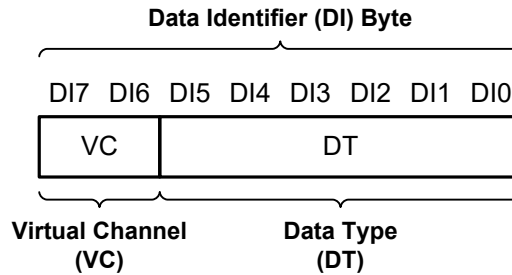 Data Identifier (DI) Byte
DI7 DI6 DI5 DI4 DI3 DI2 DI1 DI0
VC DT
Virtual Channel (VC)
Data Type (DT)